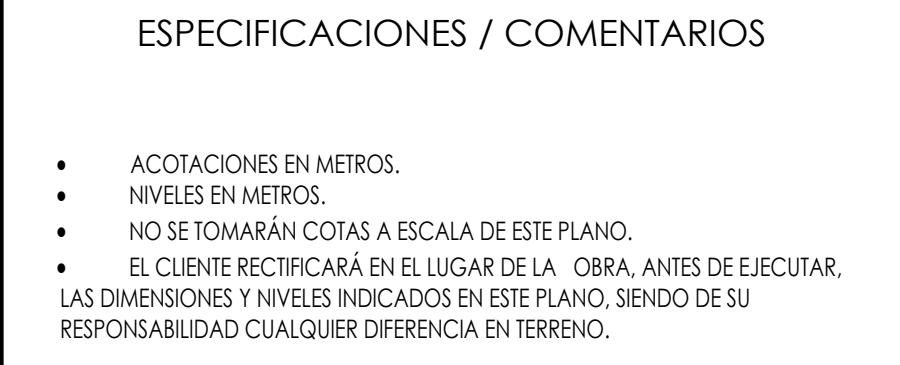 ESPECIFICACIONES / COMENTARIOS
• ACOTACIONES EN METROS.
• NIVELES EN METROS.
• NO SE TOMARÁN COTAS A ESCALA DE ESTE PLANO.
• EL CLIENTE RECTIFICARÁ EN EL LUGAR DE LA OBRA, ANTES DE EJECUTAR,
LAS DIMENSIONES Y NIVELES INDICADOS EN ESTE PLANO, SIENDO DE SU
RESPONSABILIDAD CUALQUIER DIFERENCIA EN TERRENO.